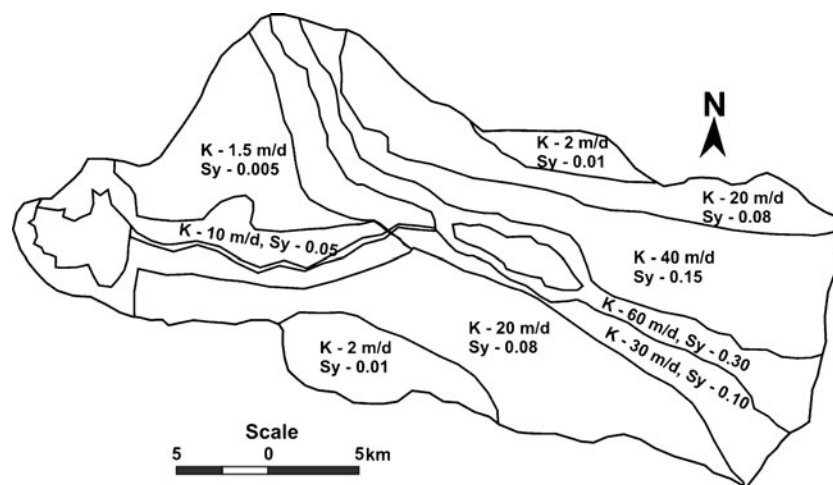 N
K - 2 m/d
Sy - 0.01
K - 1.5 m/d
Sy - 0.005
K - 20 m/d
Sy - 0.08
K - 10 m/d, Sy - 0.05
K - 40 m/d
Sy - 0.15
K - 60 m/d, Sy - 0.30
K - 30 m/d, Sy - 0.10
K - 20 m/d
Sy - 0.08
K - 2 m/d
Sy - 0.01
Scale
5 0 5km